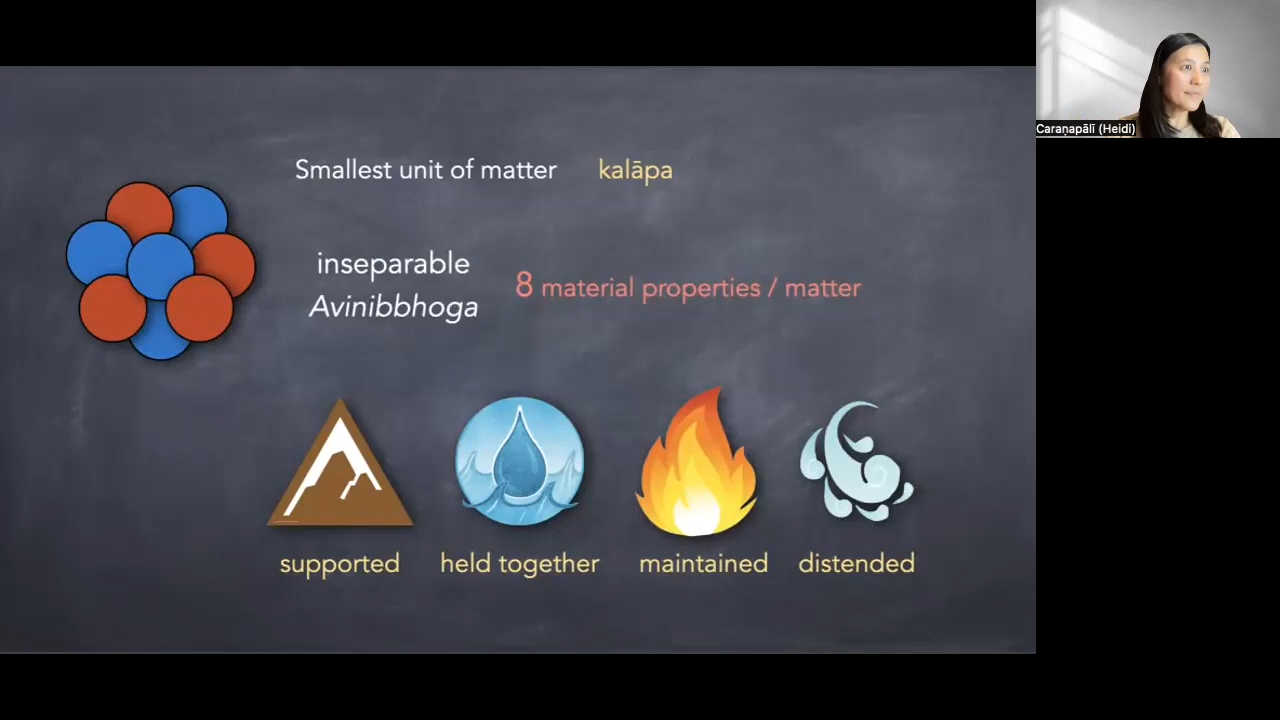 Smallest unit of matter kalāpa
inseparable
Avinibbhoga
8 material properties / matter
supported held together maintained distended
Caraṇapālī (Heidi)